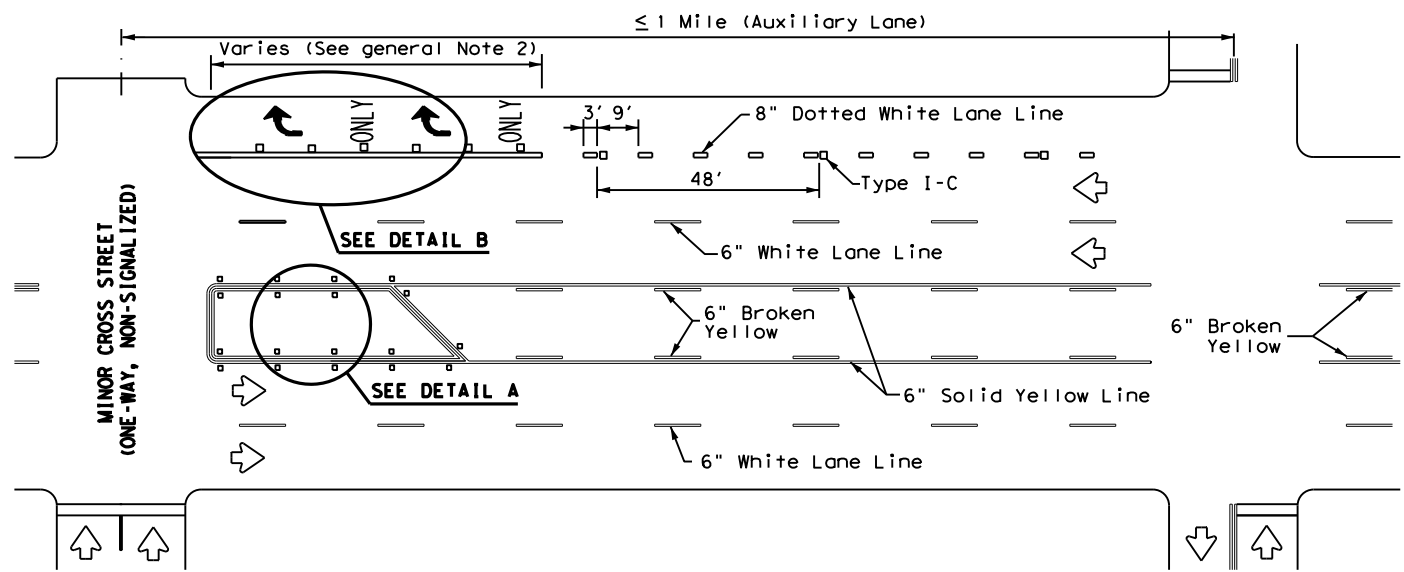 ≤ 1 Mile (Auxiliary Lane)
Varies (See general Note 2)
ONLY
ONLY
3' 9'
8" Dotted White Lane Line
48'
Type I-C
SEE DETAIL B
6" White Lane Line
MINOR CROSS STREET
(ONE-WAY, NON-SIGNALIZED)
6" Broken
Yellow
6" Broken
Yellow
SEE DETAIL A
6" Solid Yellow Line
6" White Lane Line